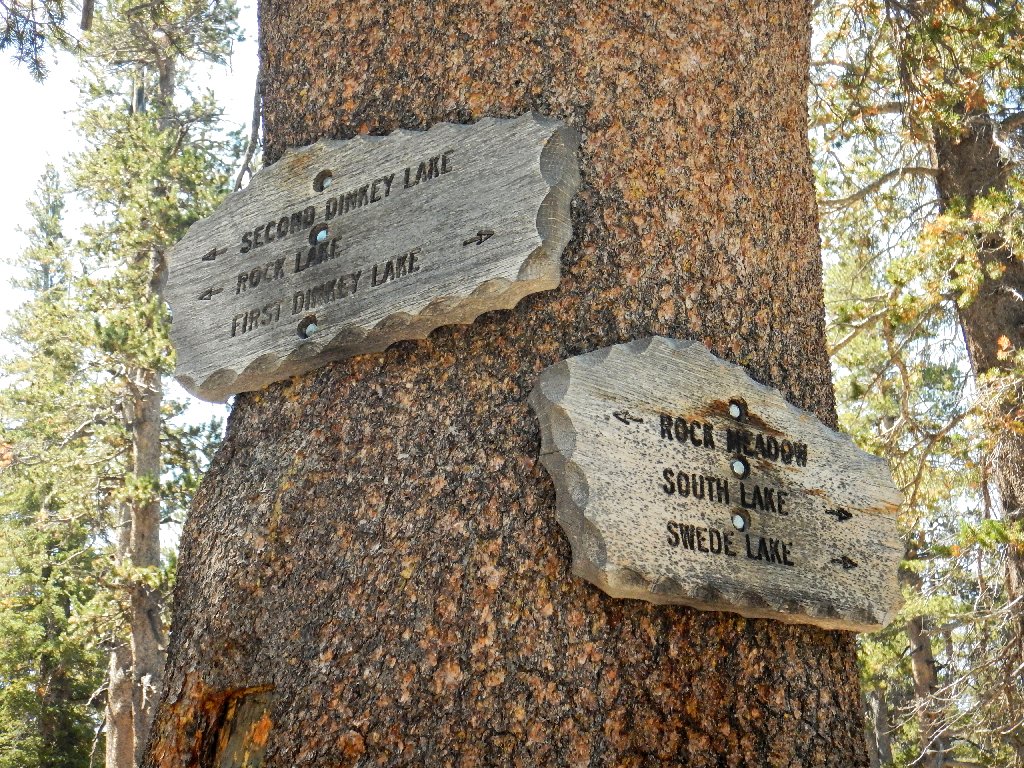 SECOND DINKEY LAKE
ROCK LAKE
FIRST DINKEY LAKE
ROCK MEADOW
SOUTH LAKE
SWEDE LAKE